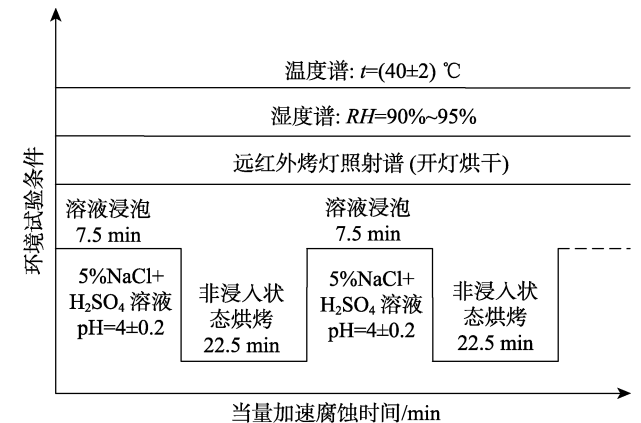 温度谱: t=(40±2) ℃
湿度谱: RH=90%~95%
远红外烤灯照射谱 (开灯烘干)
环境试验条件
溶液浸泡
7.5 min
5%NaCl+
H₂SO₄ 溶液
pH=4±0.2
非浸入状
态烘烤
22.5 min
溶液浸泡
7.5 min
5%NaCl+
H₂SO₄ 溶液
pH=4±0.2
非浸入状
态烘烤
22.5 min
当量加速腐蚀时间/min